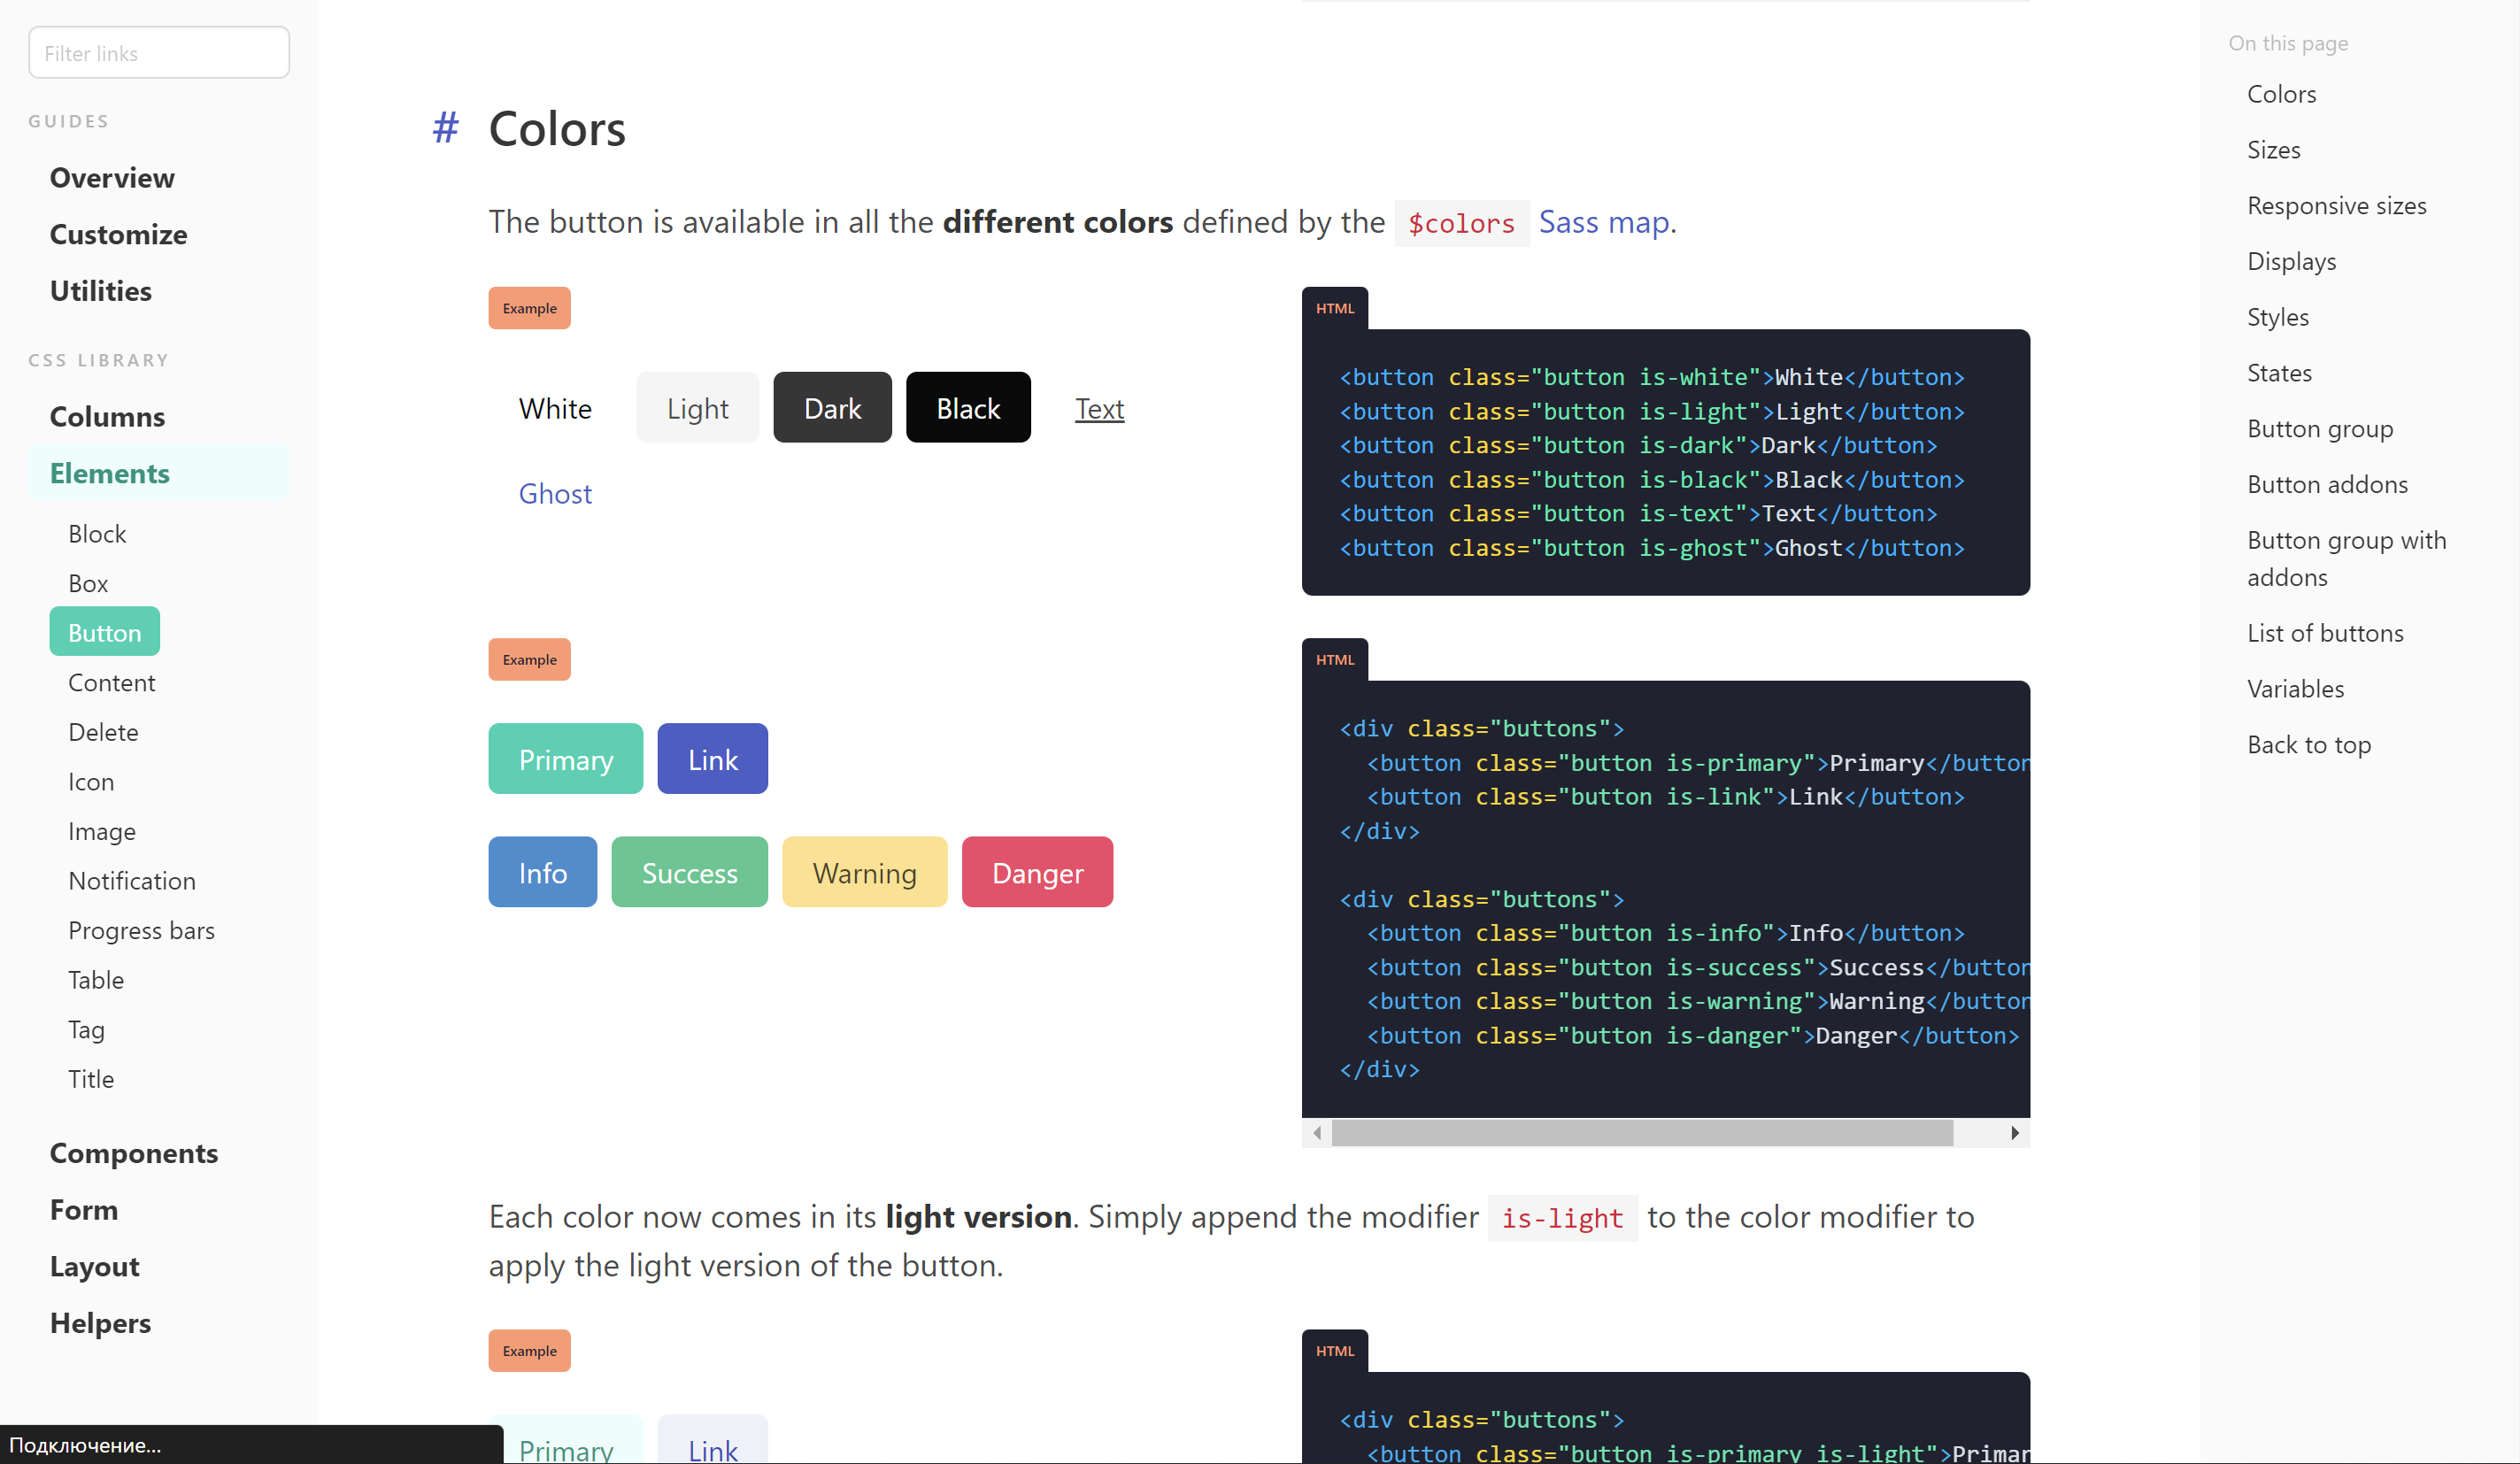 Filter links
GUIDES
Overview
Customize
Utilities
CSS LIBRARY
Columns
Elements
Block
Box
Button
Content
Delete
Icon
Image
Notification
Progress bars
Table
Tag
Title
Components
Form
Layout
Helpers
Подключение...
# Colors
The button is available in all the different colors defined by the $colors Sass map.
Example
White Light Dark Black Text
Ghost
HTML
<button class="button is-white">White</button>
<button class="button is-light">Light</button>
<button class="button is-dark">Dark</button>
<button class="button is-black">Black</button>
<button class="button is-text">Text</button>
<button class="button is-ghost">Ghost</button>
Example
Primary Link
Info Success Warning Danger
HTML
<div class="buttons">
  <button class="button is-primary">Primary</button
  <button class="button is-link">Link</button>
</div>
<div class="buttons">
  <button class="button is-info">Info</button>
  <button class="button is-success">Success</button
  <button class="button is-warning">Warning</button
  <button class="button is-danger">Danger</button>
</div>
Each color now comes in its light version. Simply append the modifier is-light to the color modifier to
apply the light version of the button.
Example
Primary Link
HTML
<div class="buttons">
  <button class="button is-primary is-light">Primar
On this page
Colors
Sizes
Responsive sizes
Displays
Styles
States
Button group
Button addons
Button group with
addons
List of buttons
Variables
Back to top